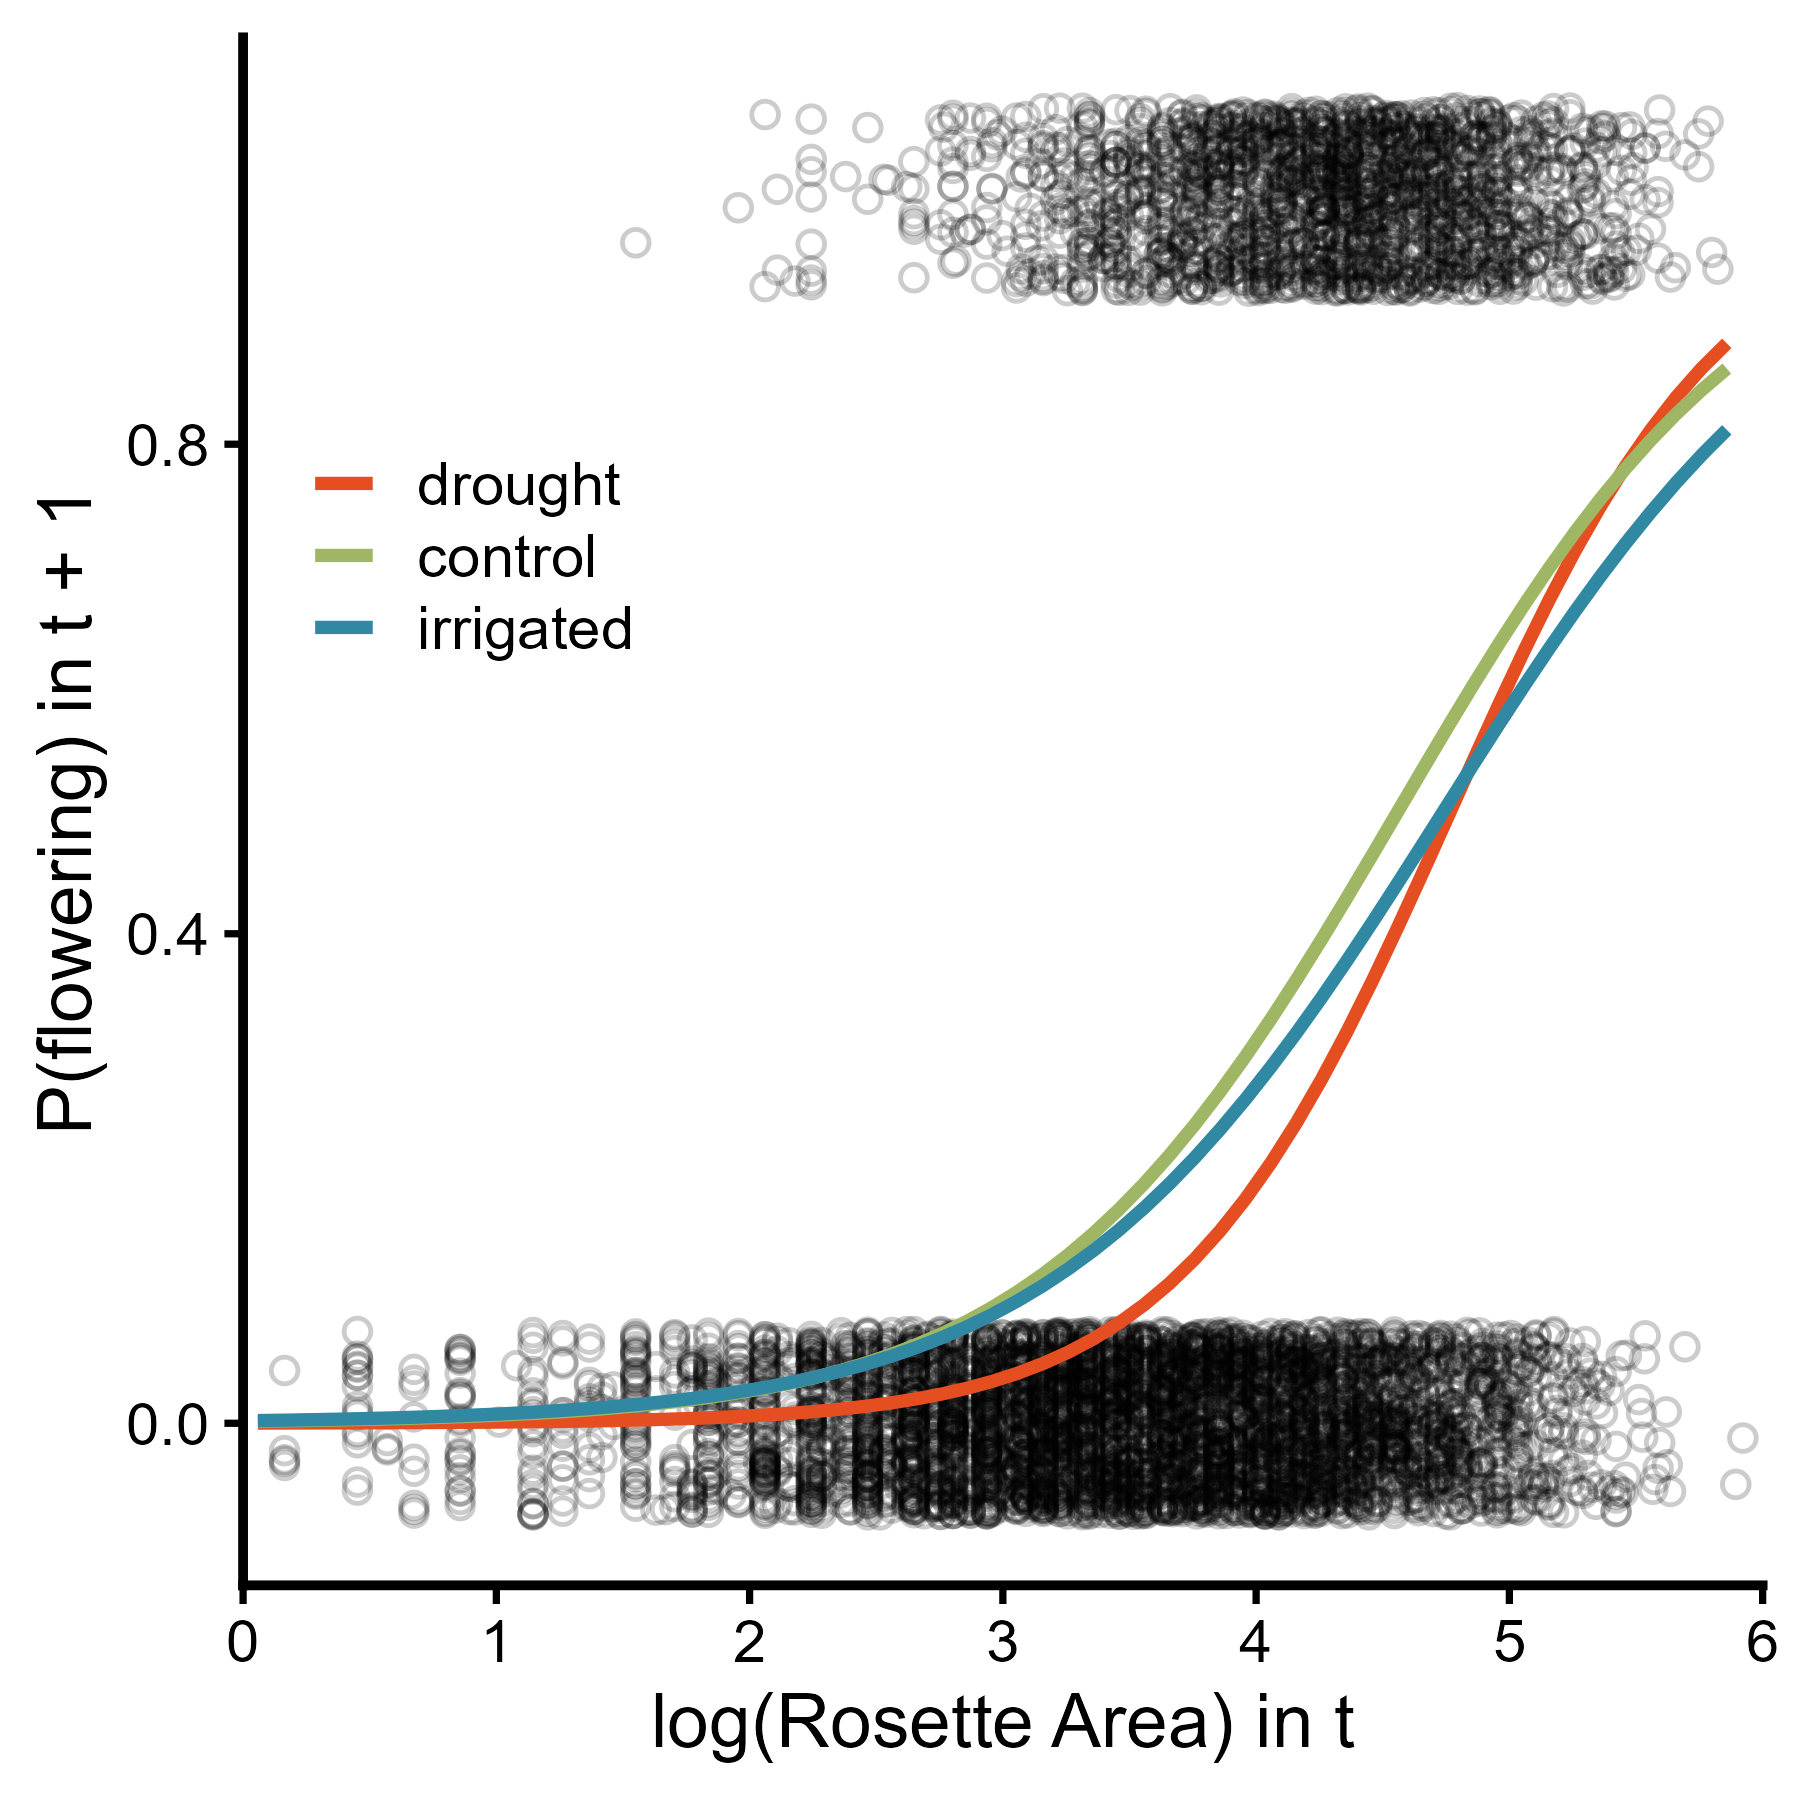 P(flowering) in t + 1
0.8
0.4
0.0
drought
control
irrigated
0 1 2 3 4 5 6
log(Rosette Area) in t